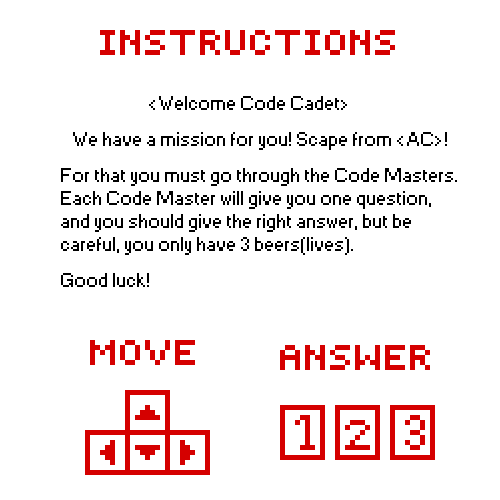 INSTRUCTIONS
<Welcome Code Cadet>
We have a mission for you! Scape from <AC>!
For that you must go through the Code Masters.
Each Code Master will give you one question,
and you should give the right answer, but be
careful, you only have 3 beers(lives).
Good luck!
MOVE
ANSWER
1 2 3